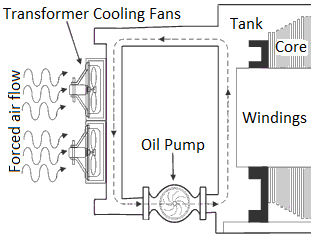 Transformer Cooling Fans
Tank
Core
Forced air flow
Windings
Oil Pump